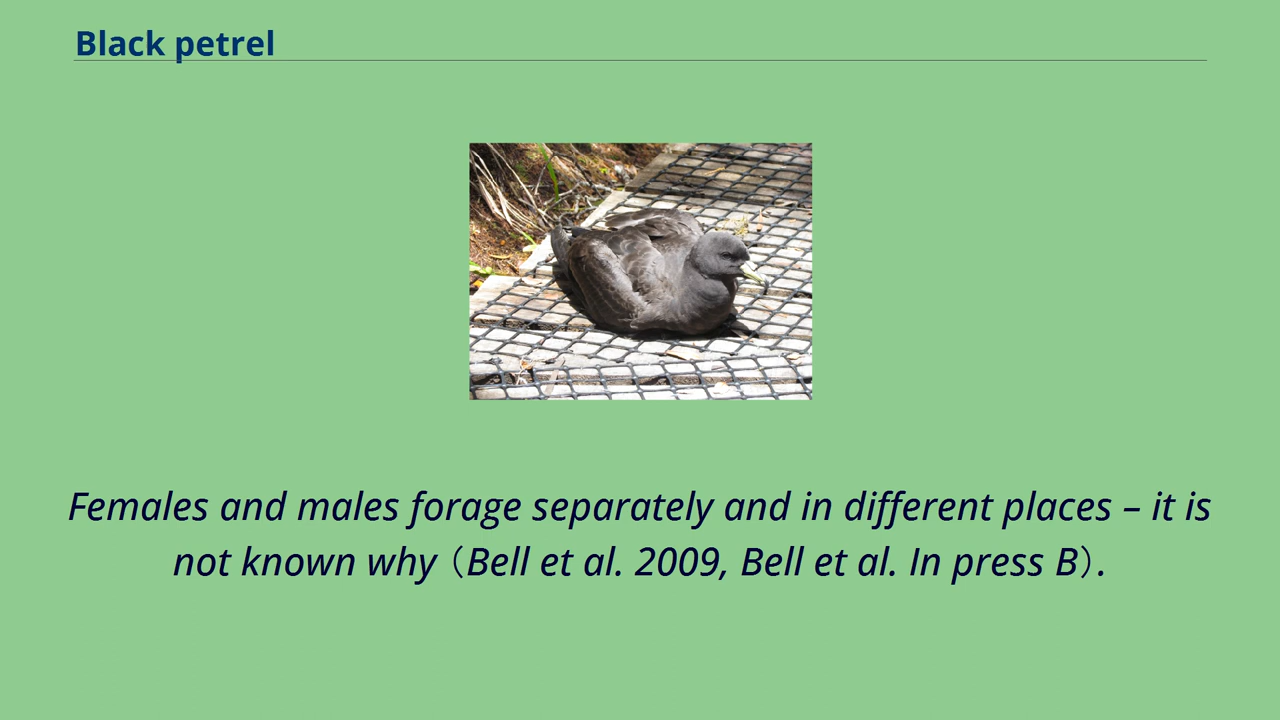 Black petrel
Females and males forage separately and in different places – it is
not known why（Bell et al. 2009, Bell et al. In press B）.